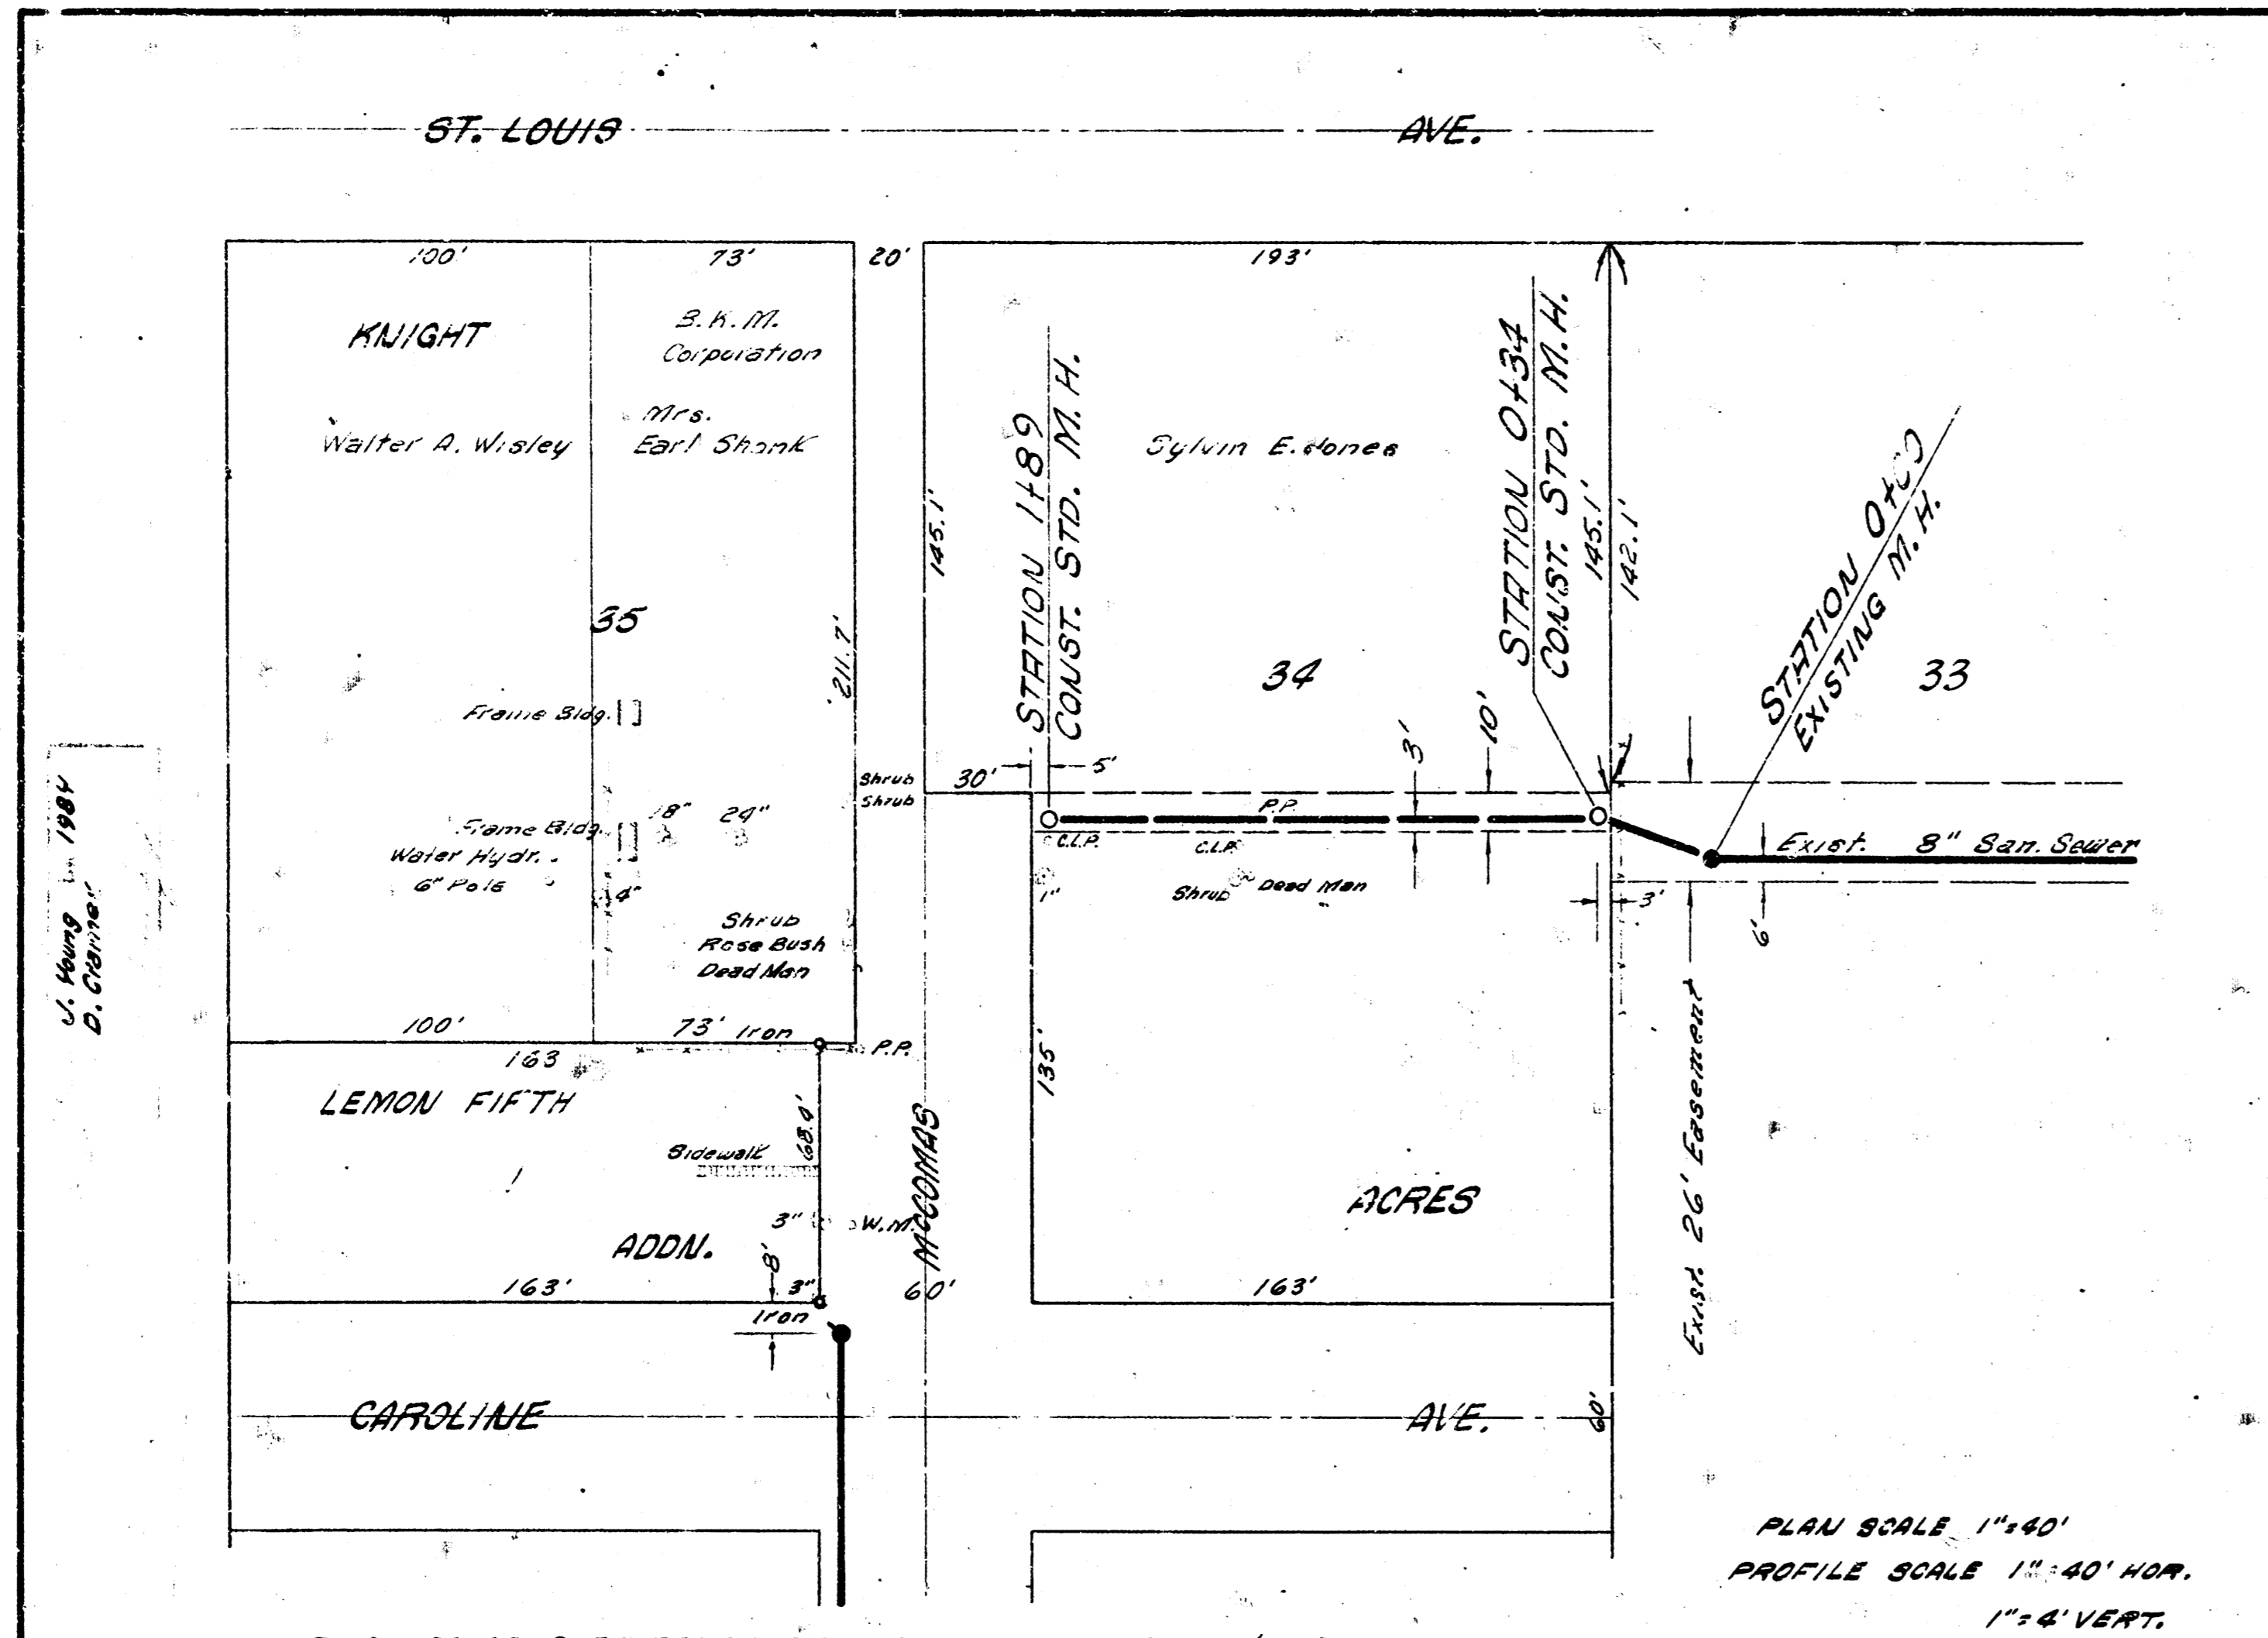 ST. LOUIS AVE.
100' 73' 20' 193'
KNIGHT
B.K.M.
Corporation
Mrs.
Walter A. Wisley Earl Shank
Sylvin E. Jones
STATION 1+89
CONST. STD. M.H.
STATION 0+34
CONST. STD. M.H.
145.1'
145.1'
142.1'
STATION 0+00
EXISTING M.H.
211.7'
35
34
33
Frame Bldg.
Shrub
Shrub
30'
5'
3'
10'
P.P.
C.L.P.
C.L.P.
18" 24"
Frame Bldg.
Water Hydr.
6" Pole
4"
1"
Shrub Dead Man
Exist. 8" San. Sewer
3'
6'
Shrub
Rose Bush
Dead Man
J. Young 1984
100' 73' Iron
P.P.
163
LEMON FIFTH
68.4'
135'
Sidewalk
MCCOMAS
ACRES
Exist. 26' Easement
3" W.M.
ADDN.
8'
163' 3" 60' 163'
Iron
CAROLINE AVE.
60'
PLAN SCALE 1"=40'
PROFILE SCALE 1"=40' HOR.
1"=4' VERT.